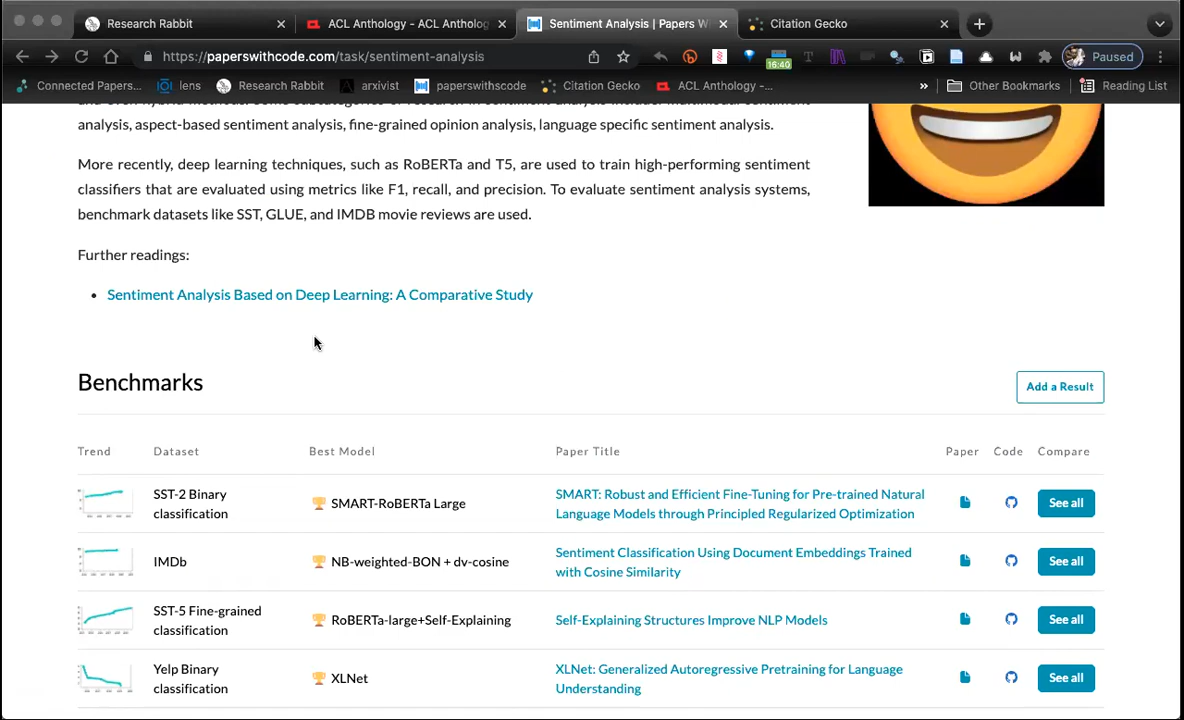 Research Rabbit
ACL Anthology - ACL Antholog
Sentiment Analysis | Papers W
Citation Gecko
https://paperswithcode.com/task/sentiment-analysis
16:40
Paused
Connected Papers...
lens
Research Rabbit
arxivist
paperswithcode
Citation Gecko
ACL Anthology -...
»
Other Bookmarks
Reading List
analysis, aspect-based sentiment analysis, fine-grained opinion analysis, language specific sentiment analysis.
More recently, deep learning techniques, such as RoBERTa and T5, are used to train high-performing sentiment
classifiers that are evaluated using metrics like F1, recall, and precision. To evaluate sentiment analysis systems,
benchmark datasets like SST, GLUE, and IMDB movie reviews are used.
Further readings:
• Sentiment Analysis Based on Deep Learning: A Comparative Study
Benchmarks
Add a Result
Trend Dataset Best Model Paper Title Paper Code Compare
SST-2 Binary
classification
SMART-RoBERTa Large
SMART: Robust and Efficient Fine-Tuning for Pre-trained Natural
Language Models through Principled Regularized Optimization
See all
IMDb
NB-weighted-BON + dv-cosine
Sentiment Classification Using Document Embeddings Trained
with Cosine Similarity
See all
SST-5 Fine-grained
classification
RoBERTa-large+Self-Explaining
Self-Explaining Structures Improve NLP Models
See all
Yelp Binary
classification
XLNet
XLNet: Generalized Autoregressive Pretraining for Language
Understanding
See all